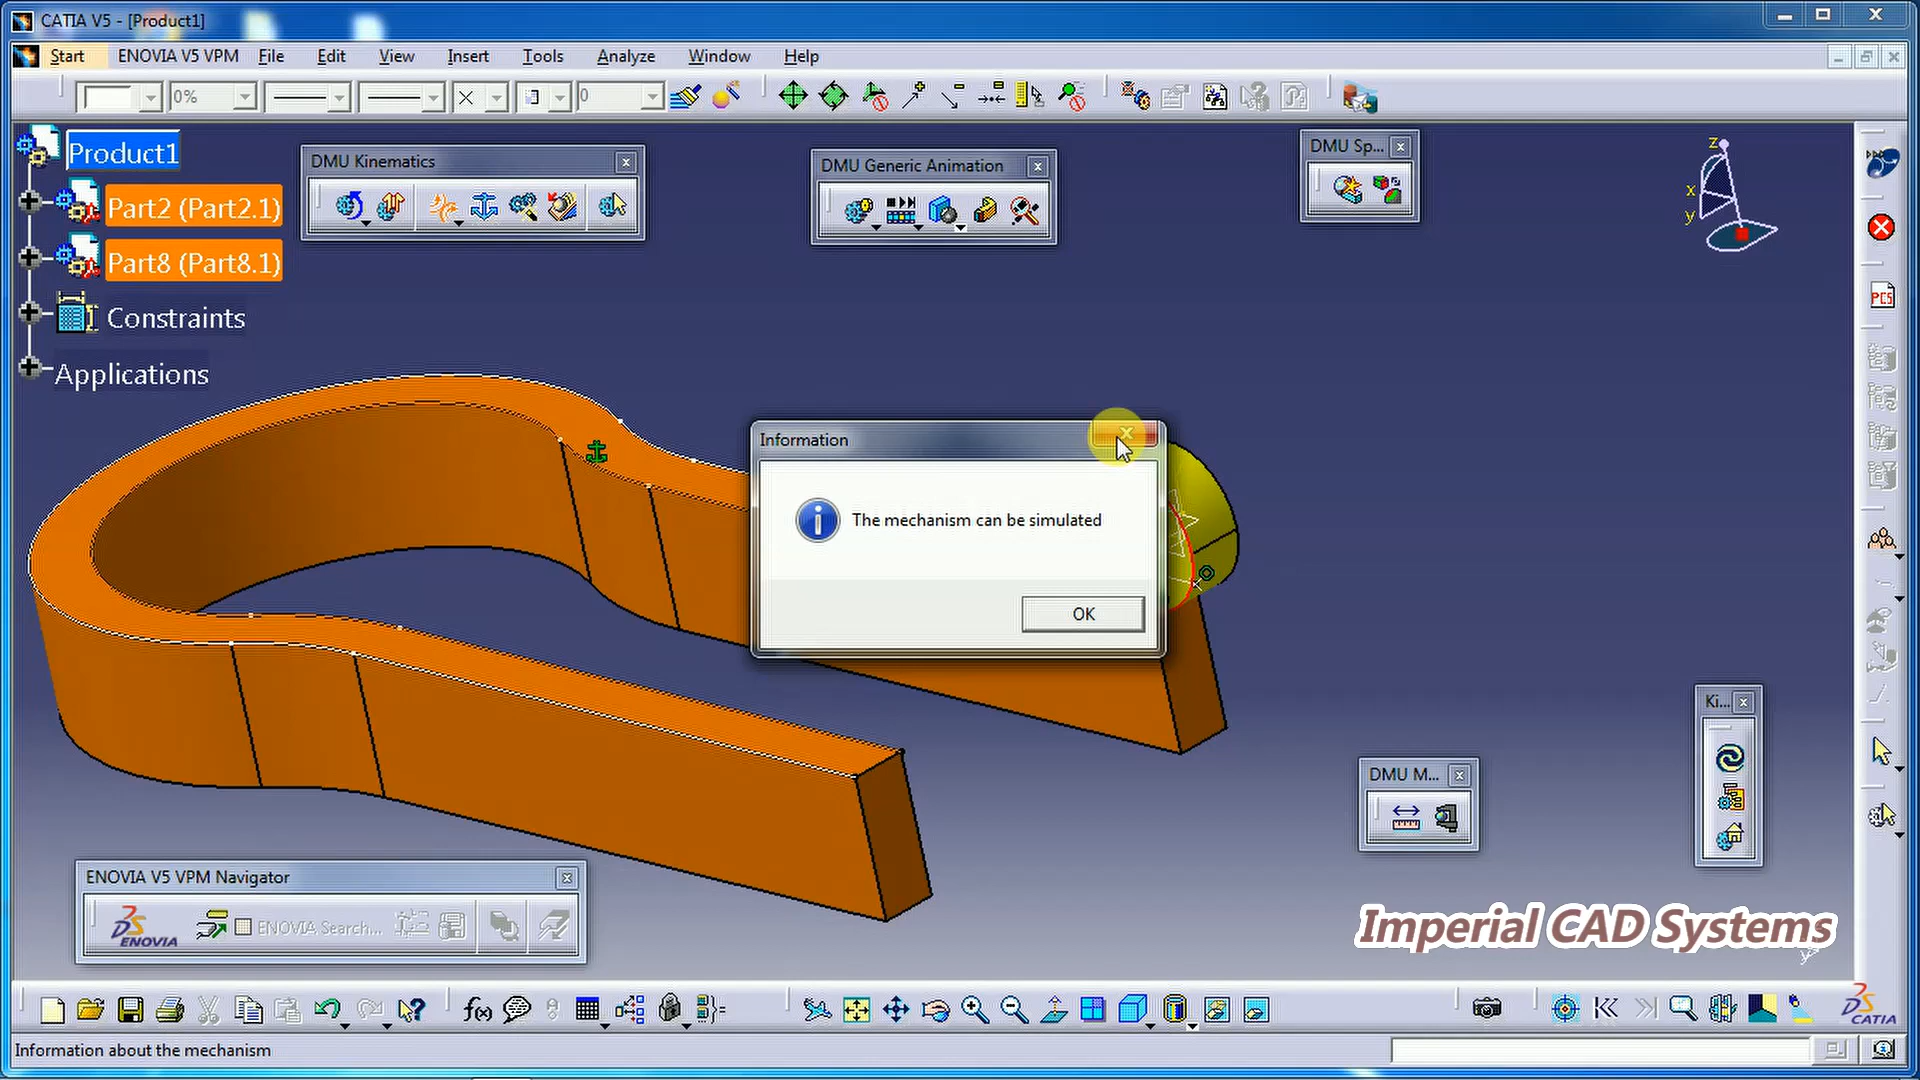 CATIA V5 - [Product1]
Start ENOVIA V5 VPM File Edit View Insert Tools Analyze Window Help
0% 0
Product1
Part2 (Part2.1)
Part8 (Part8.1)
Constraints
Applications
DMU Kinematics
DMU Generic Animation
DMU Sp...
z
x
y
PCS
Information
The mechanism can be simulated
OK
Ki...
DMU M...
ENOVIA V5 VPM Navigator
ENOVIA
ENOVIA Search...
Imperial CAD Systems
f(x)
CATIA
Information about the mechanism